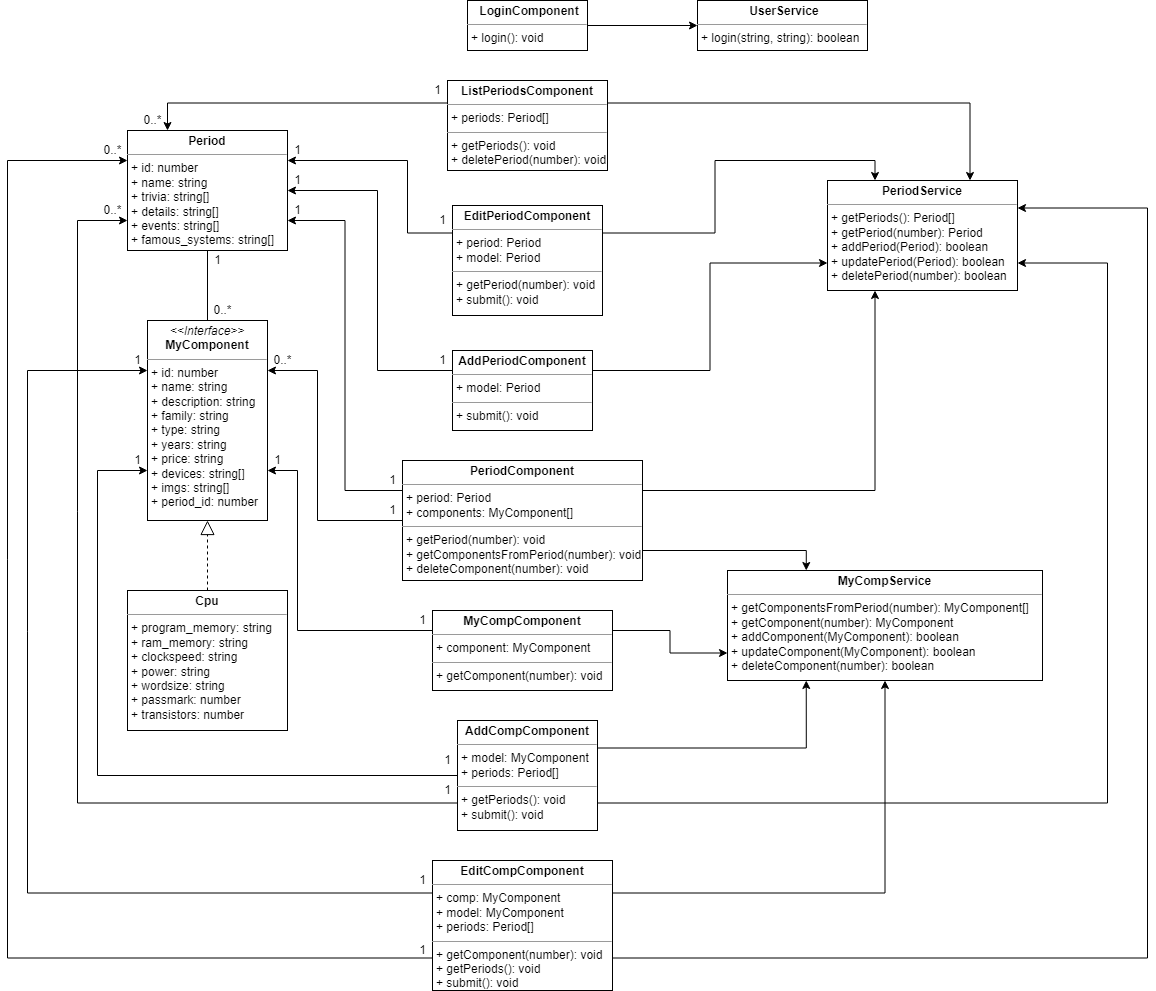 LoginComponent
+ login(): void
UserService
+ login(string, string): boolean
1
ListPeriodsComponent
+ periods: Period[]
+ getPeriods(): void
+ deletePeriod(number): void
0..*
Period
+ id: number
+ name: string
+ trivia: string[]
+ details: string[]
+ events: string[]
+ famous_systems: string[]
0..*
0..*
1
1
1
1
EditPeriodComponent
+ period: Period
+ model: Period
+ getPeriod(number): void
+ submit(): void
PeriodService
+ getPeriods(): Period[]
+ getPeriod(number): Period
+ addPeriod(Period): boolean
+ updatePeriod(Period): boolean
+ deletePeriod(number): boolean
1
0..*
<<Interface>>
MyComponent
+ id: number
+ name: string
+ description: string
+ family: string
+ type: string
+ years: string
+ price: string
+ devices: string[]
+ imgs: string[]
+ period_id: number
1
0..*
1
1
1
AddPeriodComponent
+ model: Period
+ submit(): void
1
1
PeriodComponent
+ period: Period
+ components: MyComponent[]
+ getPeriod(number): void
+ getComponentsFromPeriod(number): void
+ deleteComponent(number): void
Cpu
+ program_memory: string
+ ram_memory: string
+ clockspeed: string
+ power: string
+ wordsize: string
+ passmark: number
+ transistors: number
1
MyCompComponent
+ component: MyComponent
+ getComponent(number): void
MyCompService
+ getComponentsFromPeriod(number): MyComponent[]
+ getComponent(number): MyComponent
+ addComponent(MyComponent): boolean
+ updateComponent(MyComponent): boolean
+ deleteComponent(number): boolean
1
1
AddCompComponent
+ model: MyComponent
+ periods: Period[]
+ getPeriods(): void
+ submit(): void
1
1
EditCompComponent
+ comp: MyComponent
+ model: MyComponent
+ periods: Period[]
+ getComponent(number): void
+ getPeriods(): void
+ submit(): void